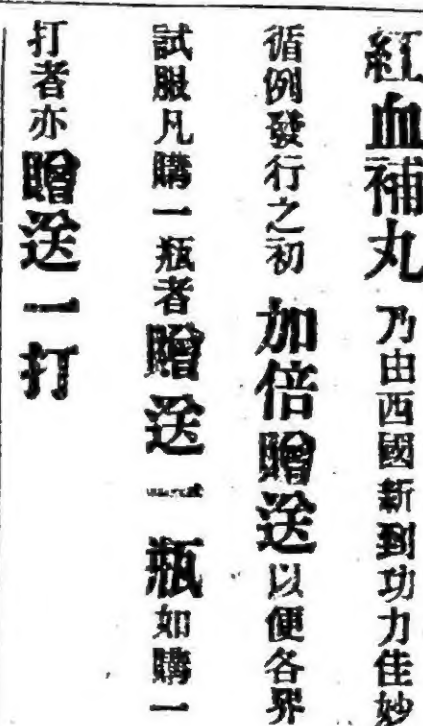 紅血補丸乃由西國新到功力佳妙
循例發行之初加倍贈送以便各界
試服凡購一瓶者贈送一瓶如購一
打者亦贈送一打